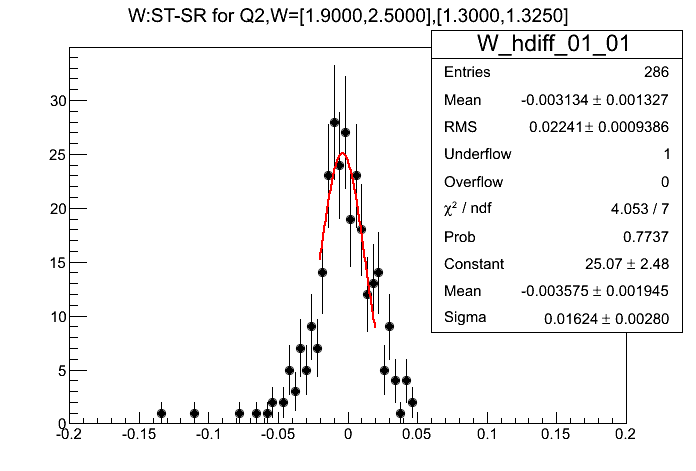 W:ST-SR for Q2,W=[1.9000,2.5000],[1.3000,1.3250]
W_hdiff_01_01
Entries 286
Mean -0.003134 ± 0.001327
RMS 0.02241 ± 0.0009386
Underflow 1
Overflow 0
χ² / ndf 4.053 / 7
Prob 0.7737
Constant 25.07 ± 2.48
Mean -0.003575 ± 0.001945
Sigma 0.01624 ± 0.00280
30
25
20
15
10
5
0
-0.2 -0.15 -0.1 -0.05 0 0.05 0.1 0.15 0.2